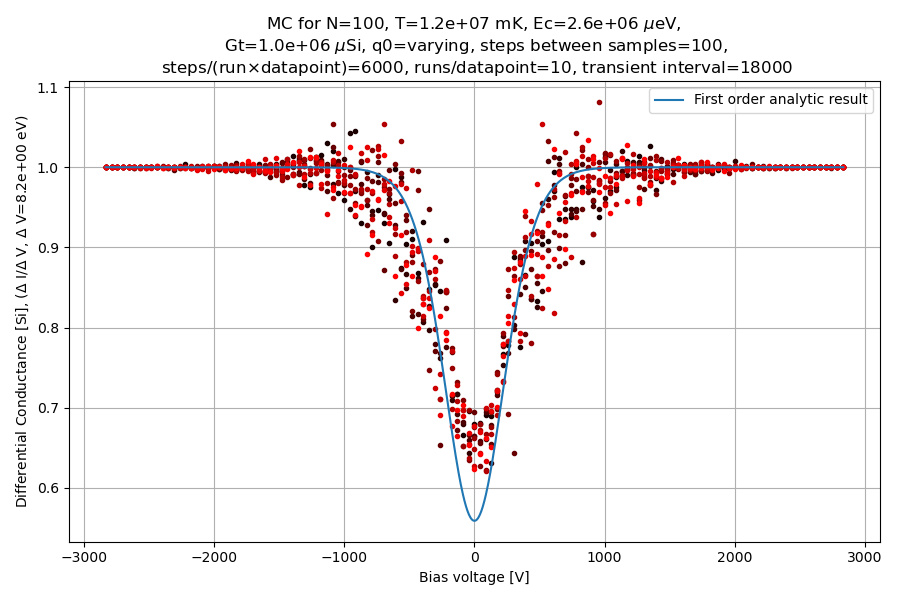 MC for N=100, T=1.2e+07 mK, Ec=2.6e+06 μeV,
Gt=1.0e+06 μSi, q0=varying, steps between samples=100,
steps/(run×datapoint)=6000, runs/datapoint=10, transient interval=18000
First order analytic result
Differential Conductance [Si], (Δ I/Δ V, Δ V=8.2e+00 eV)
1.1
1.0
0.9
0.8
0.7
0.6
−3000 −2000 −1000 0 1000 2000 3000
Bias voltage [V]